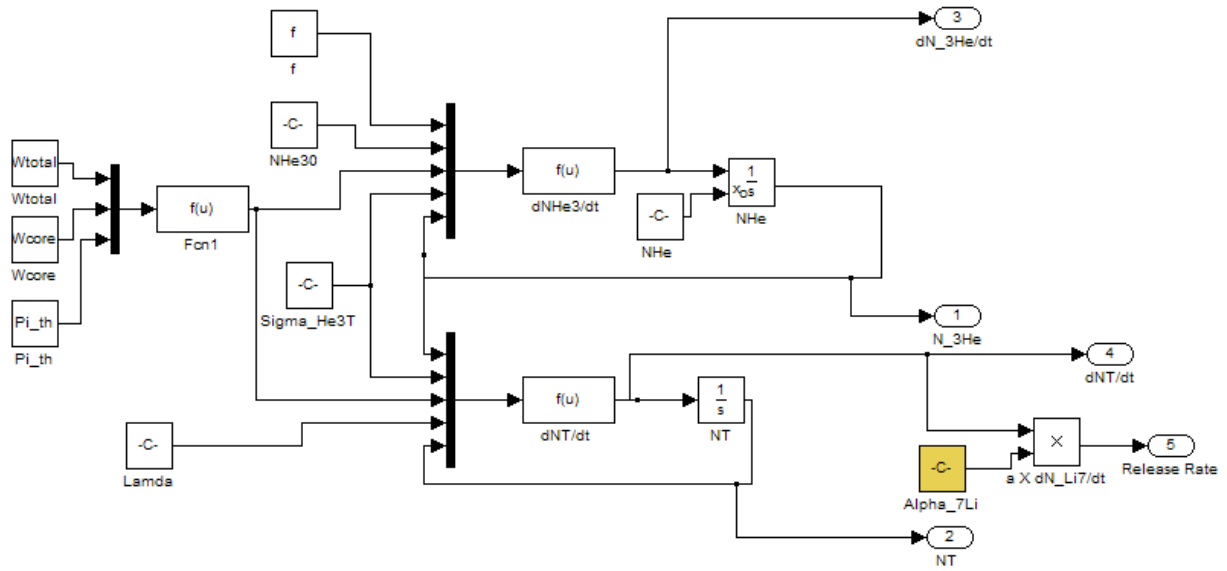 f
f
3
dN_3He/dt
-C-
NHe30
Wtotal
Wtotal
f(u)
Fcn1
f(u)
dNHe3/dt
xo 1/s
NHe
-C-
NHe
Wcore
Wcore
-C-
Sigma_He3T
Pi_th
Pi_th
1
N_3He
4
dNT/dt
f(u)
dNT/dt
1/s
NT
-C-
Lamda
×
a X dN_Li7/dt
5
Release Rate
-C-
Alpha_7Li
2
NT